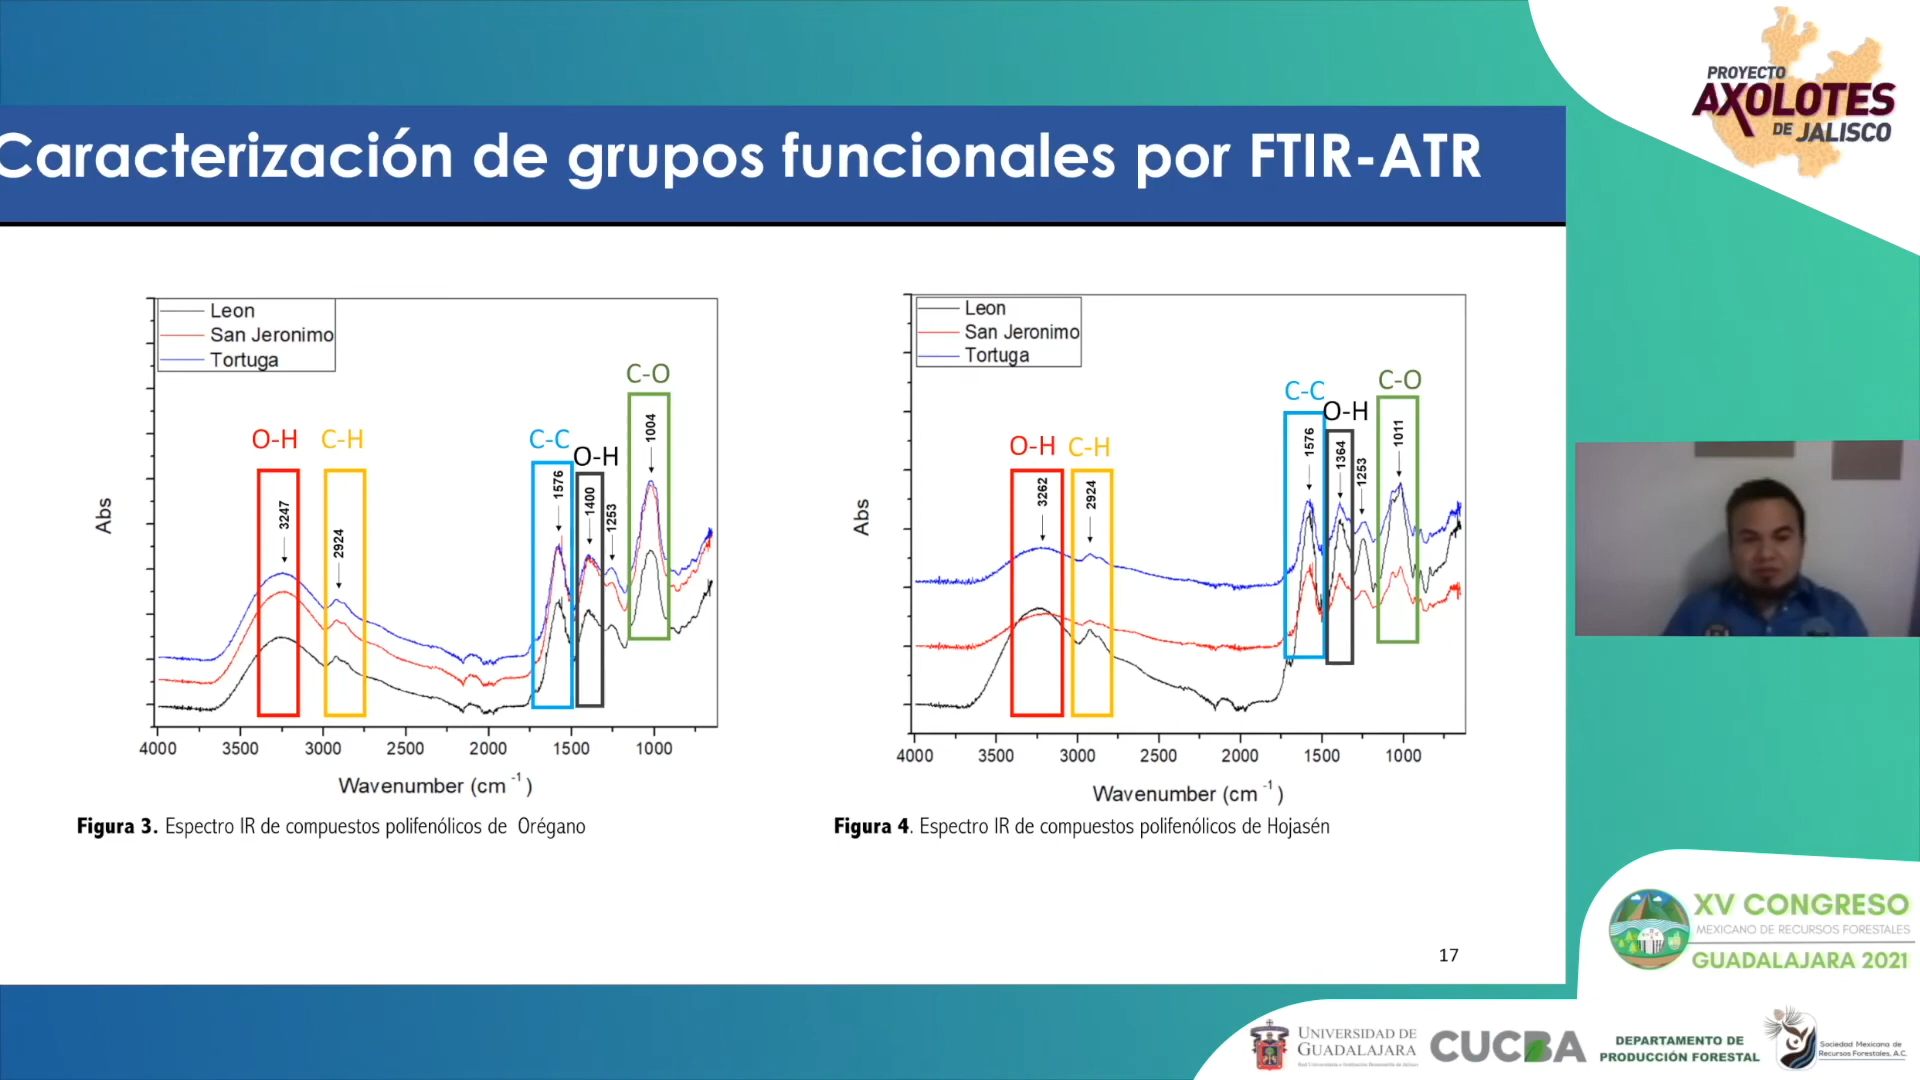 PROYECTO
AXOLOTES
DE JALISCO
Caracterización de grupos funcionales por FTIR-ATR
Leon
San Jeronimo
Tortuga
O-H
C-H
C-C
O-H
C-O
3247
2924
1576
1400
1253
1004
Abs
4000 3500 3000 2500 2000 1500 1000
Wavenumber (cm -1 )
Figura 3. Espectro IR de compuestos polifenólicos de Orégano
Leon
San Jeronimo
Tortuga
O-H
C-H
C-C
O-H
C-O
3262
2924
1576
1364
1253
1011
Abs
4000 3500 3000 2500 2000 1500 1000
Wavenumber (cm -1 )
Figura 4. Espectro IR de compuestos polifenólicos de Hojasén
17
XV CONGRESO
MEXICANO DE RECURSOS FORESTALES
GUADALAJARA 2021
UNIVERSIDAD DE
GUADALAJARA
CUCBA
DEPARTAMENTO DE
PRODUCCIÓN FORESTAL
Sociedad Mexicana de
Recursos Forestales, A.C.